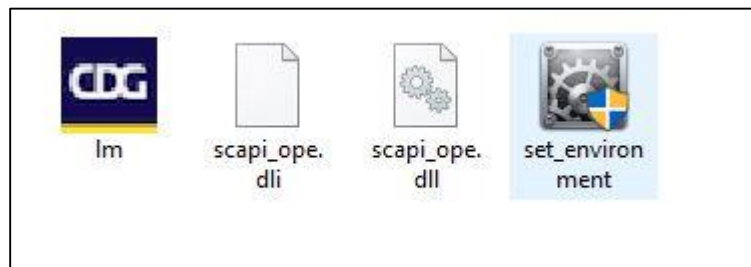 CDG
lm
scapi_ope.
dli
scapi_ope.
dll
set_environ
ment